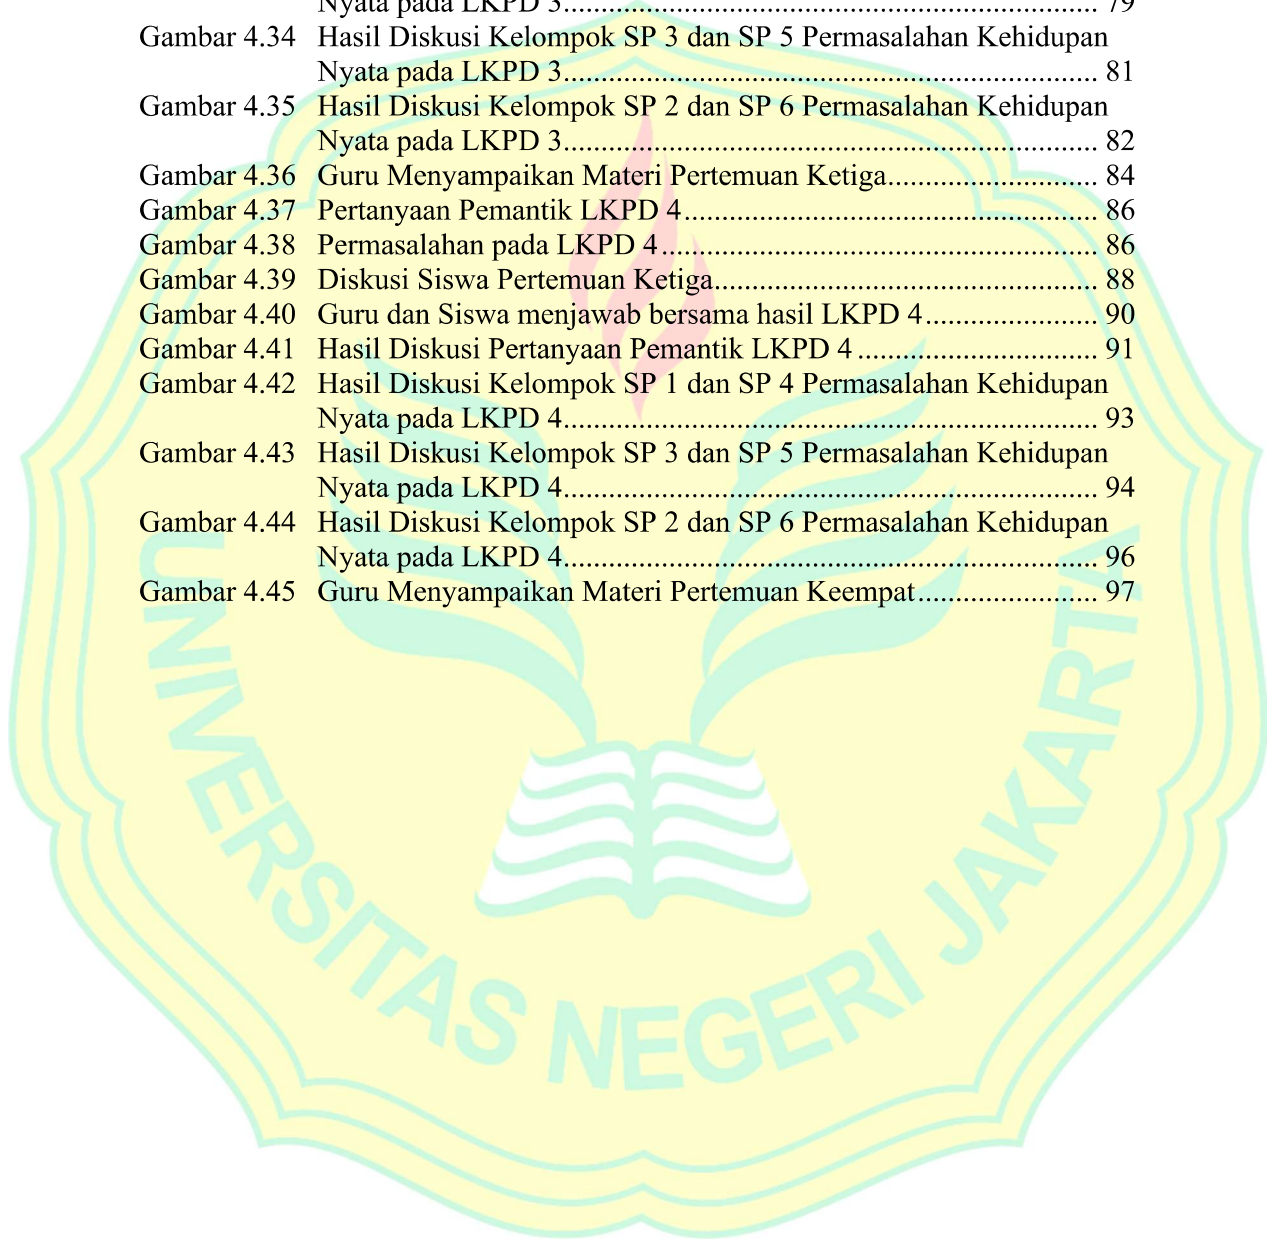 Nyata pada LKPD 3.......................................................................... 79
Gambar 4.34 Hasil Diskusi Kelompok SP 3 dan SP 5 Permasalahan Kehidupan
Nyata pada LKPD 3.......................................................................... 81
Gambar 4.35 Hasil Diskusi Kelompok SP 2 dan SP 6 Permasalahan Kehidupan
Nyata pada LKPD 3.......................................................................... 82
Gambar 4.36 Guru Menyampaikan Materi Pertemuan Ketiga............................. 84
Gambar 4.37 Pertanyaan Pemantik LKPD 4......................................................... 86
Gambar 4.38 Permasalahan pada LKPD 4............................................................ 86
Gambar 4.39 Diskusi Siswa Pertemuan Ketiga..................................................... 88
Gambar 4.40 Guru dan Siswa menjawab bersama hasil LKPD 4........................ 90
Gambar 4.41 Hasil Diskusi Pertanyaan Pemantik LKPD 4................................. 91
Gambar 4.42 Hasil Diskusi Kelompok SP 1 dan SP 4 Permasalahan Kehidupan
Nyata pada LKPD 4.......................................................................... 93
Gambar 4.43 Hasil Diskusi Kelompok SP 3 dan SP 5 Permasalahan Kehidupan
Nyata pada LKPD 4.......................................................................... 94
Gambar 4.44 Hasil Diskusi Kelompok SP 2 dan SP 6 Permasalahan Kehidupan
Nyata pada LKPD 4.......................................................................... 96
Gambar 4.45 Guru Menyampaikan Materi Pertemuan Keempat......................... 97
UNIVERSITAS NEGERI JAKARTA